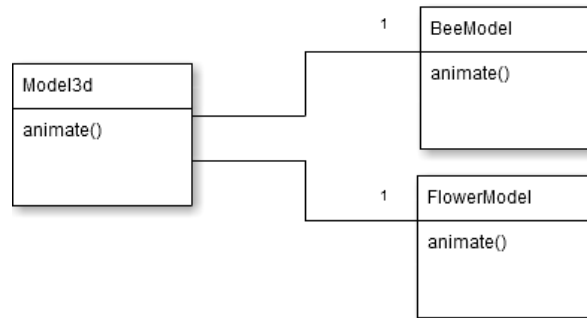 Model3d
animate()
1
BeeModel
animate()
1
FlowerModel
animate()